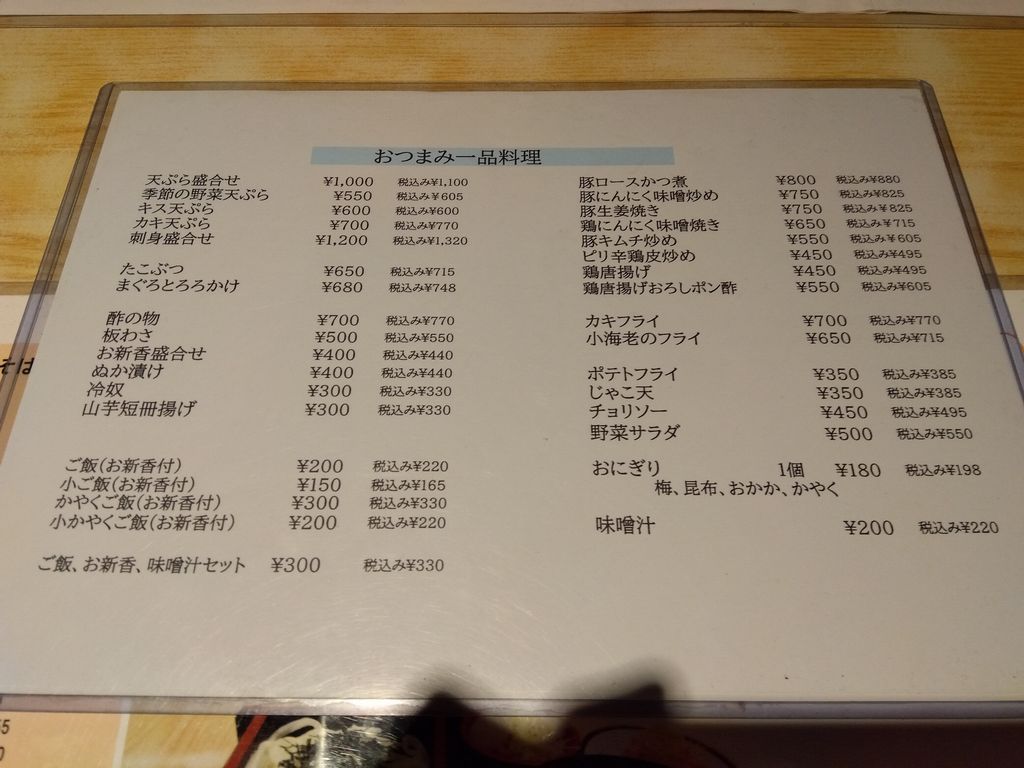 おつまみ一品料理
天ぷら盛合せ ¥1,000 税込み¥1,100
季節の野菜天ぷら ¥550 税込み¥605
キス天ぷら ¥600 税込み¥600
カキ天ぷら ¥700 税込み¥770
刺身盛合せ ¥1,200 税込み¥1,320
たこぶつ ¥650 税込み¥715
まぐろとろろかけ ¥680 税込み¥748
酢の物 ¥700 税込み¥770
板わさ ¥500 税込み¥550
お新香盛合せ ¥400 税込み¥440
ぬか漬け ¥400 税込み¥440
冷奴 ¥300 税込み¥330
山芋短冊揚げ ¥300 税込み¥330
ご飯(お新香付) ¥200 税込み¥220
小ご飯(お新香付) ¥150 税込み¥165
かやくご飯(お新香付) ¥300 税込み¥330
小かやくご飯(お新香付) ¥200 税込み¥220
ご飯、お新香、味噌汁セット ¥300 税込み¥330
豚ロースかつ煮 ¥800 税込み¥880
豚にんにく味噌炒め ¥750 税込み¥825
豚生姜焼き ¥750 税込み¥825
鶏にんにく味噌焼き ¥650 税込み¥715
豚キムチ炒め ¥550 税込み¥605
ピリ辛鶏皮炒め ¥450 税込み¥495
鶏唐揚げ ¥450 税込み¥495
鶏唐揚げおろしポン酢 ¥550 税込み¥605
カキフライ ¥700 税込み¥770
小海老のフライ ¥650 税込み¥715
ポテトフライ ¥350 税込み¥385
じゃこ天 ¥350 税込み¥385
チョリソー ¥450 税込み¥495
野菜サラダ ¥500 税込み¥550
おにぎり 1個 ¥180 税込み¥198
梅、昆布、おかか、かやく
味噌汁 ¥200 税込み¥220
そば